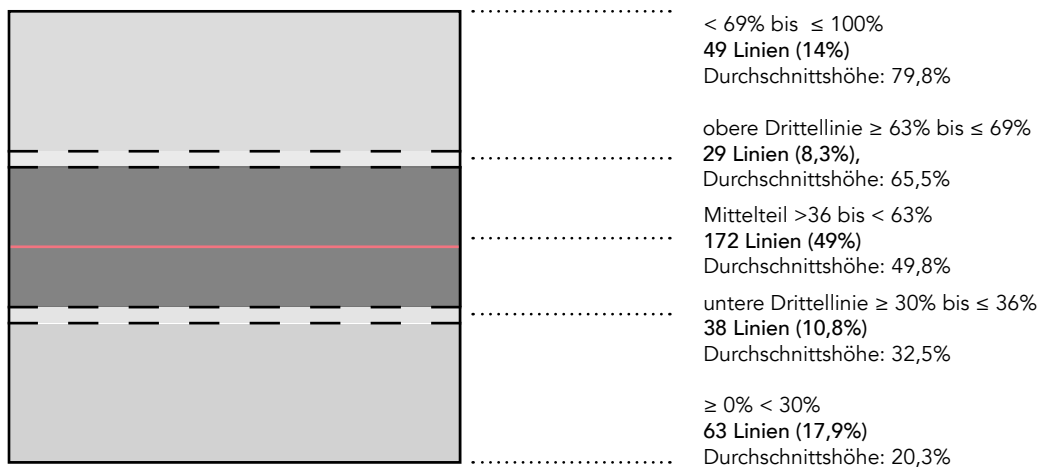 < 69% bis ≤ 100%
49 Linien (14%)
Durchschnittshöhe: 79,8%
obere Drittellinie ≥ 63% bis ≤ 69%
29 Linien (8,3%),
Durchschnittshöhe: 65,5%
Mittelteil >36 bis < 63%
172 Linien (49%)
Durchschnittshöhe: 49,8%
untere Drittellinie ≥ 30% bis ≤ 36%
38 Linien (10,8%)
Durchschnittshöhe: 32,5%
≥ 0% < 30%
63 Linien (17,9%)
Durchschnittshöhe: 20,3%